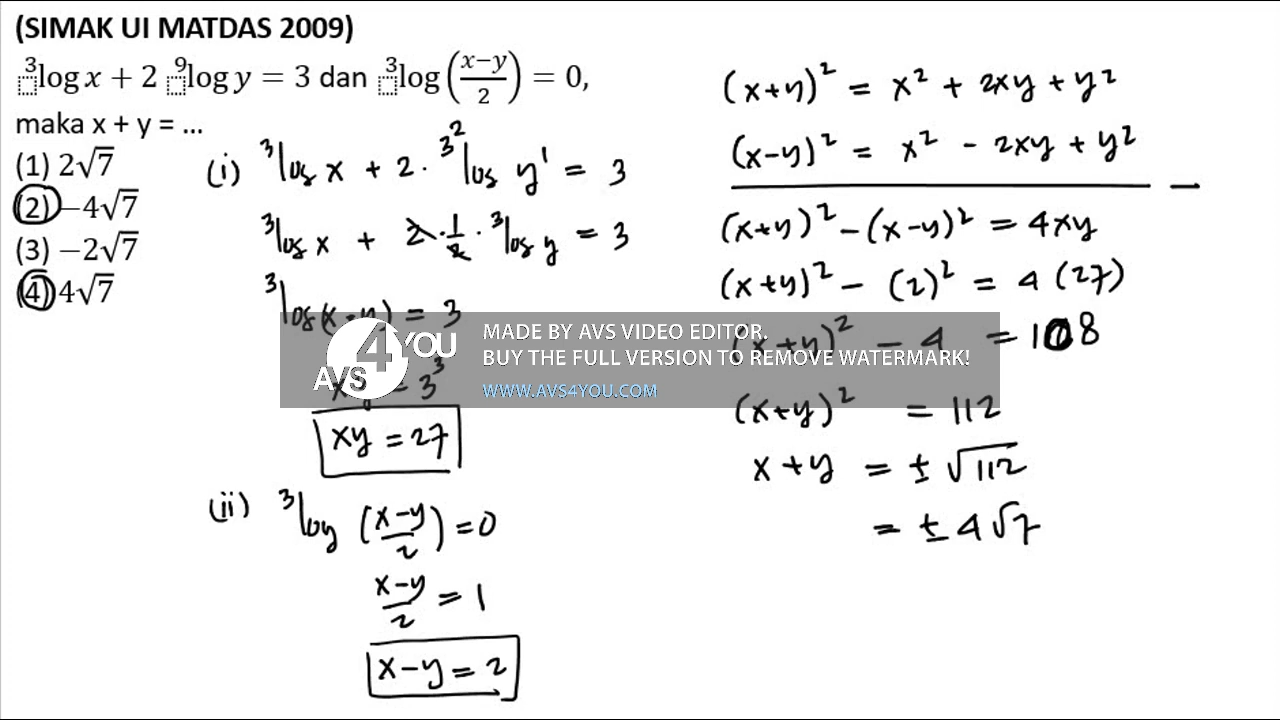 (SIMAK UI MATDAS 2009)
³log x + 2 ⁹log y = 3 dan ³log((x−y)/2) = 0,
maka x + y = ...
(1) 2√7
(2) −4√7
(3) −2√7
(4) 4√7
(i) ³log x + 2 · ³²log y¹ = 3
³log x + 2 · 1/2 · ³log y = 3
³log(x · y) = 3
xy = 3³
xy = 27
(ii) ³log (x−y)/2) = 0
(x−y)/2 = 1
x − y = 2
(x+y)² = x² + 2xy + y²
(x−y)² = x² − 2xy + y²
−
(x+y)² − (x−y)² = 4xy
(x+y)² − (2)² = 4 (27)
(x+y)² − 4 = 108
(x+y)² = 112
x + y = ± √112
= ± 4√7
AVS4YOU
MADE BY AVS VIDEO EDITOR.
BUY THE FULL VERSION TO REMOVE WATERMARK!
WWW.AVS4YOU.COM